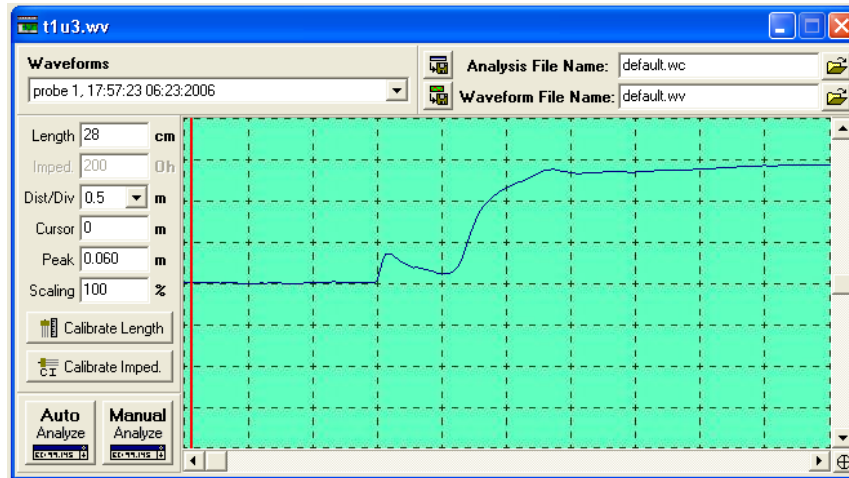 t1u3.wv
Waveforms
probe 1, 17:57:23 06:23:2006
Analysis File Name: default.wc
Waveform File Name: default.wv
Length 28 cm
Imped. 200 Oh
Dist/Div 0.5 m
Cursor 0 m
Peak 0.060 m
Scaling 100 %
Calibrate Length
CI Calibrate Imped.
Auto Analyze
Manual Analyze